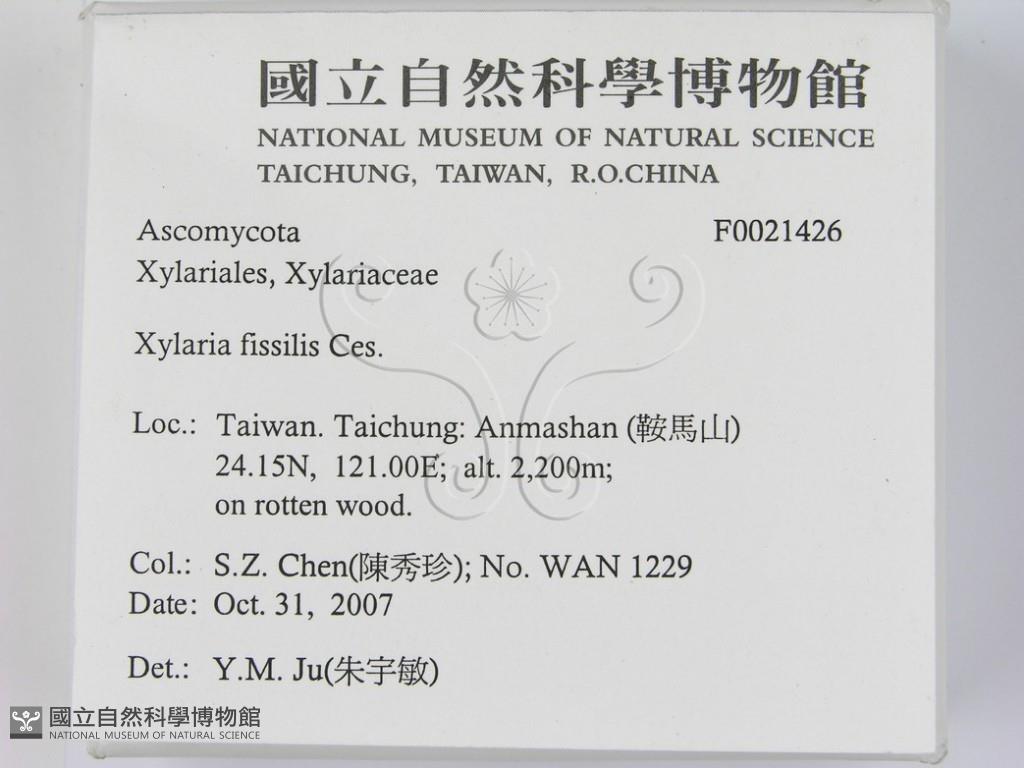 國立自然科學博物館
NATIONAL MUSEUM OF NATURAL SCIENCE
TAICHUNG, TAIWAN, R.O.CHINA
Ascomycota F0021426
Xylariales, Xylariaceae
Xylaria fissilis Ces.
Loc.: Taiwan. Taichung: Anmashan (鞍馬山)
24.15N, 121.00E; alt. 2,200m;
on rotten wood.
Col.: S.Z. Chen(陳秀珍); No. WAN 1229
Date: Oct. 31, 2007
Det.: Y.M. Ju(朱宇敏)
國立自然科學博物館
NATIONAL MUSEUM OF NATURAL SCIENCE